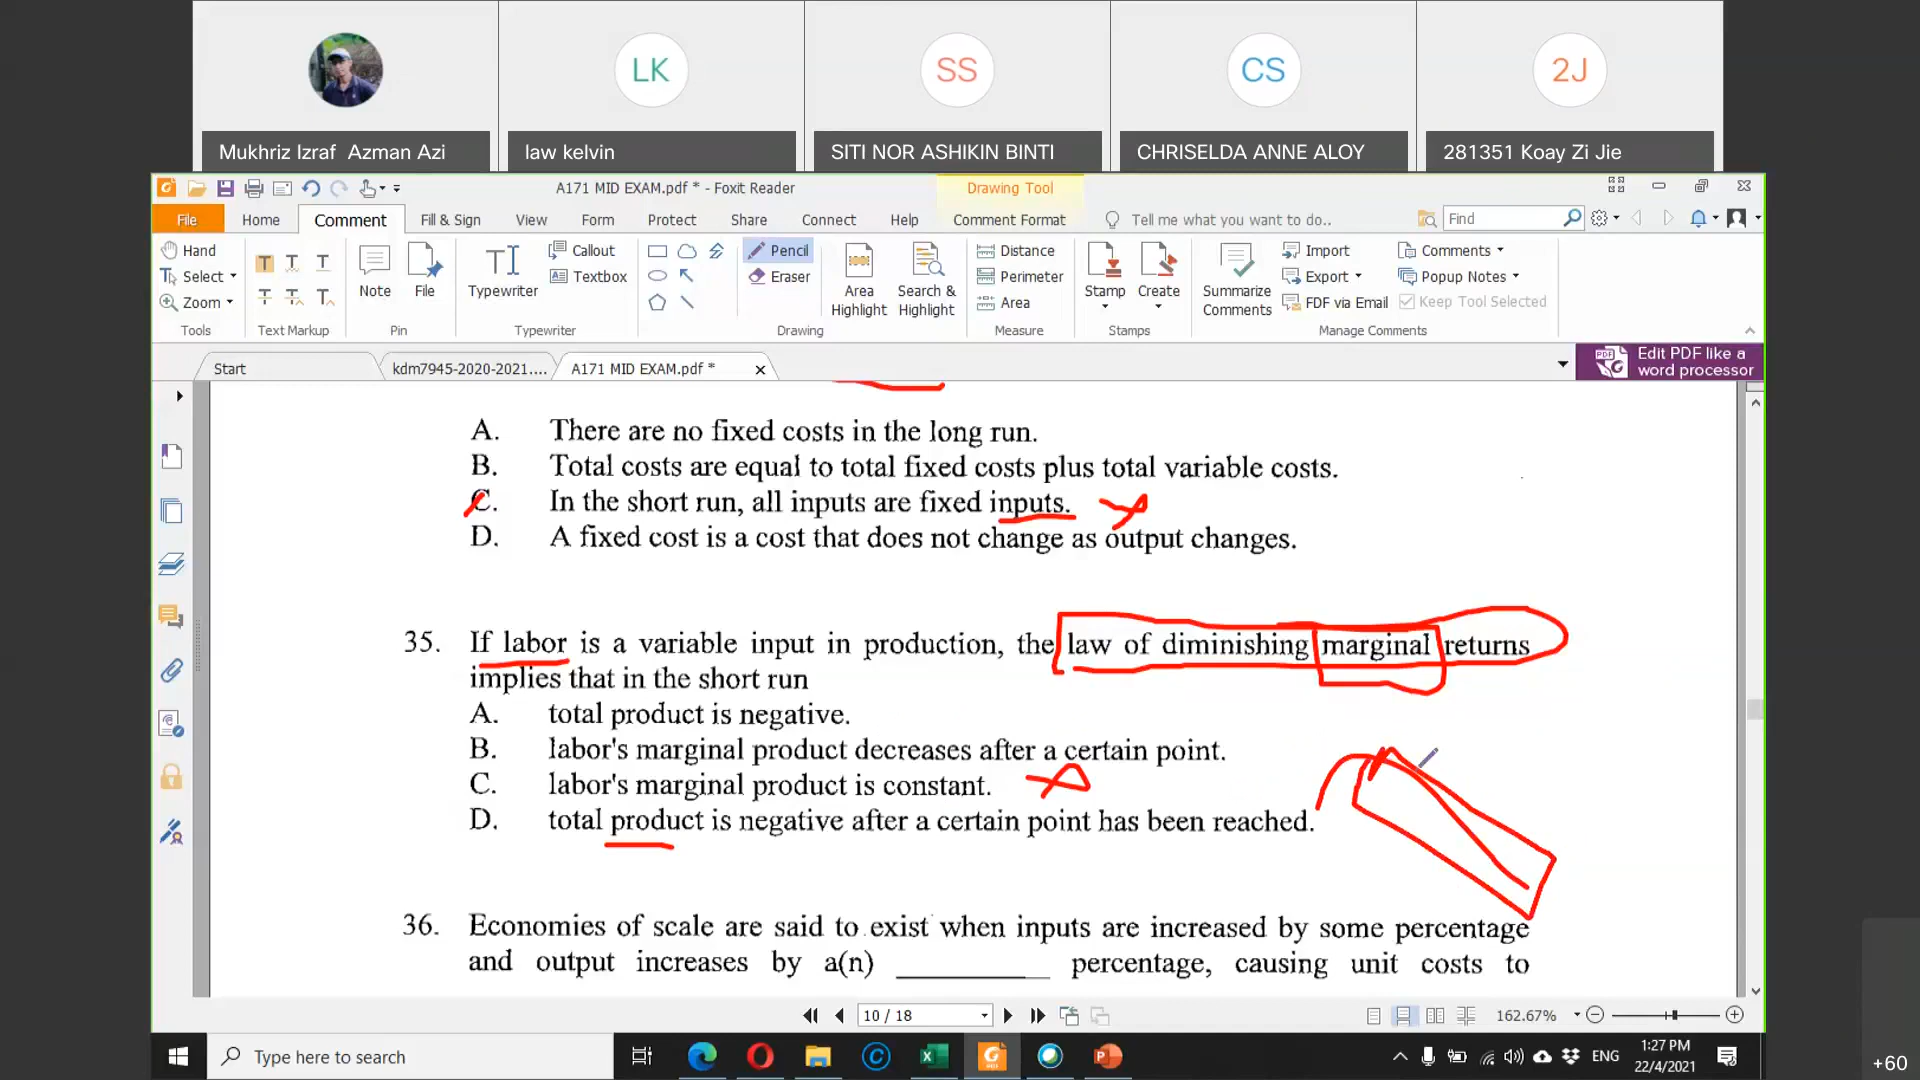 LK
SS
CS
2J
Mukhriz Izraf Azman Azi
law kelvin
SITI NOR ASHIKIN BINTI
CHRISELDA ANNE ALOY
281351 Koay Zi Jie
A171 MID EXAM.pdf * - Foxit Reader
Drawing Tool
File
Home
Comment
Fill & Sign
View
Form
Protect
Share
Connect
Help
Comment Format
Tell me what you want to do..
Find
Hand
Select
Zoom
Tools
Text Markup
Note
File
Pin
Typewriter
Callout
Textbox
Typewriter
Pencil
Eraser
Area Highlight
Search & Highlight
Drawing
Distance
Perimeter
Area
Measure
Stamp
Create
Stamps
Summarize Comments
Import
Export
FDF via Email
Comments
Popup Notes
Keep Tool Selected
Manage Comments
Start
kdm7945-2020-2021....
A171 MID EXAM.pdf *
Edit PDF like a
word processor
A. There are no fixed costs in the long run.
B. Total costs are equal to total fixed costs plus total variable costs.
C. In the short run, all inputs are fixed inputs.
D. A fixed cost is a cost that does not change as output changes.
35. If labor is a variable input in production, the law of diminishing marginal returns
implies that in the short run
A. total product is negative.
B. labor's marginal product decreases after a certain point.
C. labor's marginal product is constant.
D. total product is negative after a certain point has been reached.
36. Economies of scale are said to exist when inputs are increased by some percentage
and output increases by a(n) __________ percentage, causing unit costs to
10 / 18
162.67%
Type here to search
ENG
1:27 PM
22/4/2021
+60